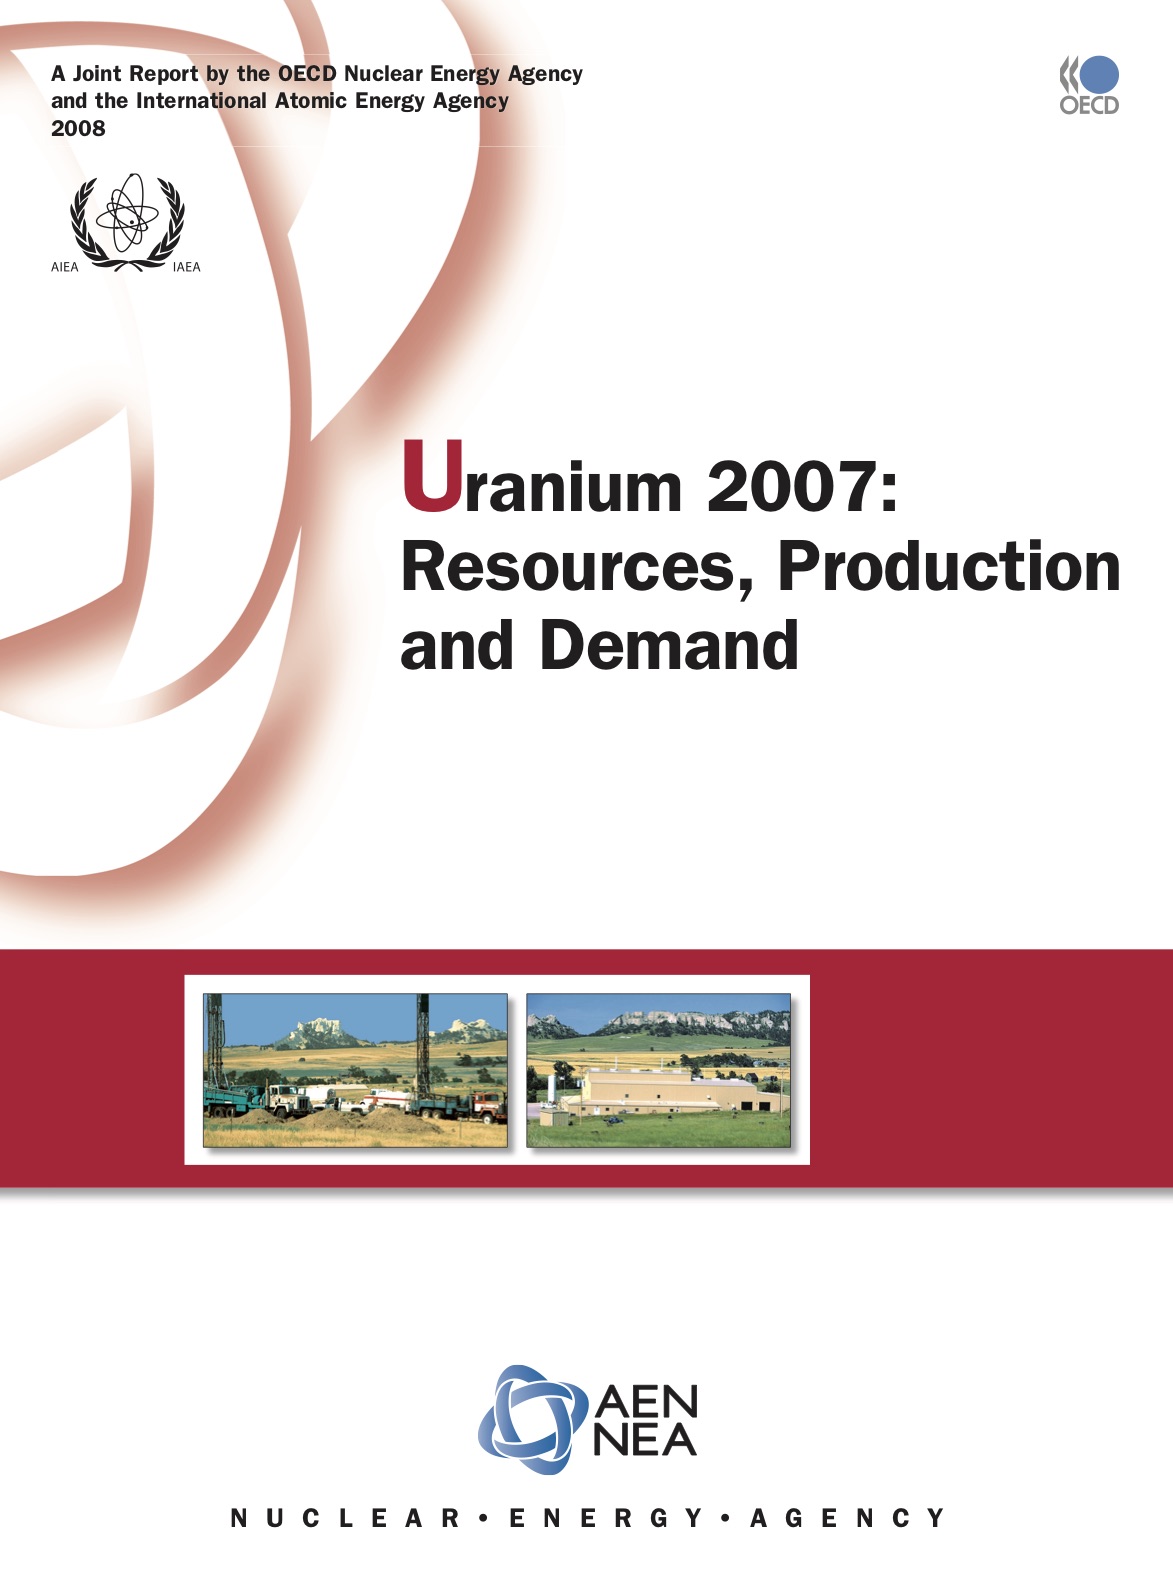 A Joint Report by the OECD Nuclear Energy Agency
and the International Atomic Energy Agency
2008
OECD
AIEA IAEA
Uranium 2007:
Resources, Production
and Demand
AEN
NEA
NUCLEAR•ENERGY•AGENCY